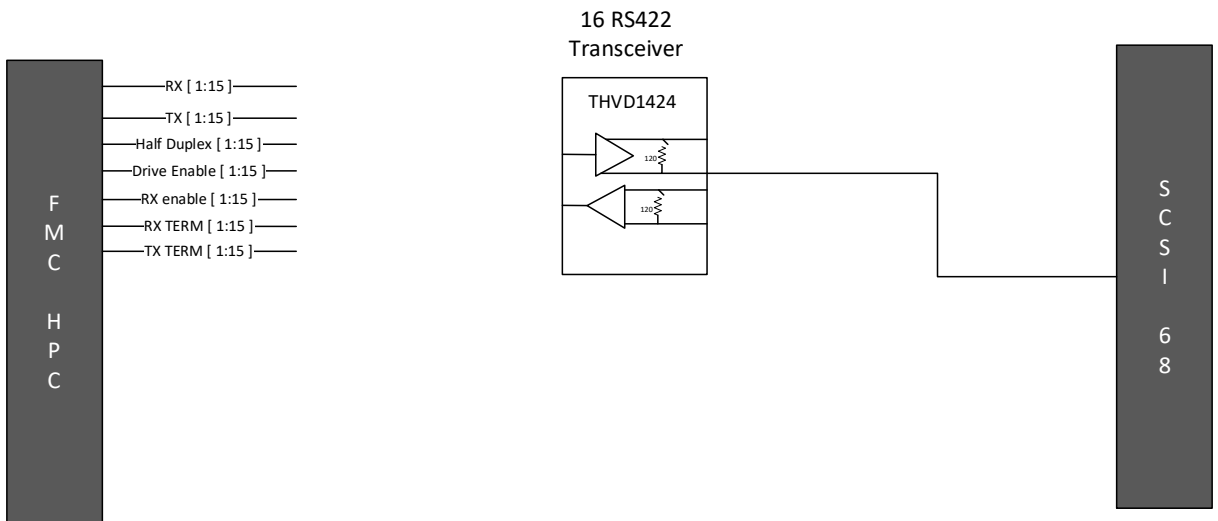 16 RS422
Transceiver
RX [ 1:15 ]
TX [ 1:15 ]
Half Duplex [ 1:15 ]
Drive Enable [ 1:15 ]
RX enable [ 1:15 ]
RX TERM [ 1:15 ]
TX TERM [ 1:15 ]
F
M
C
H
P
C
THVD1424
120
120
S
C
S
I
6
8